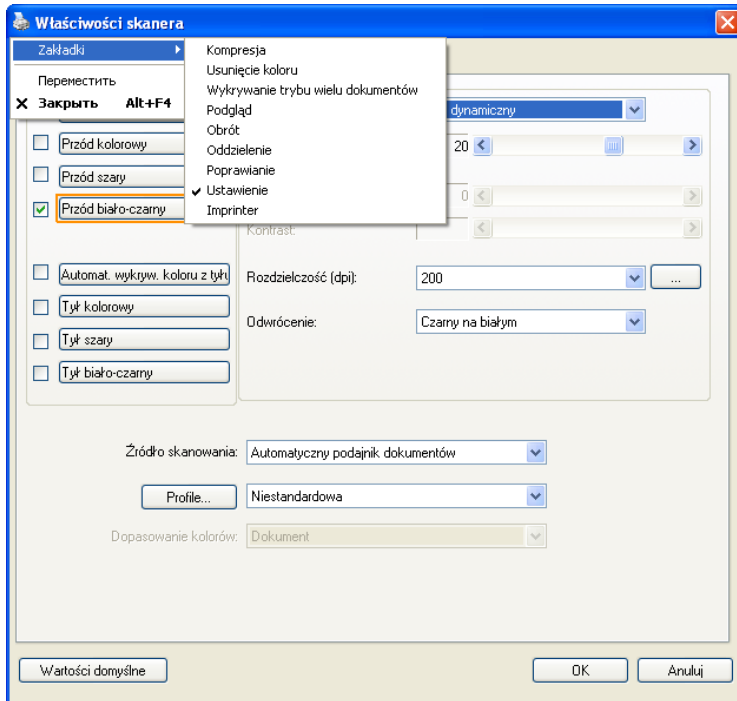 Właściwości skanera
Zakładki
Переместить
Закрыть Alt+F4
Kompresja
Usunięcie koloru
Wykrywanie trybu wielu dokumentów
Podgląd
Obrót
Oddzielenie
Poprawianie
Ustawienie
Imprinter
dynamiczny
Przód kolorowy
20
Przód szary
0
Przód biało-czarny
Kontrast:
Automat. wykryw. koloru z tyłu
Rozdzielczość (dpi):
200
...
Tył kolorowy
Odwrócenie:
Czarny na białym
Tył szary
Tył biało-czarny
Źródło skanowania:
Automatyczny podajnik dokumentów
Profile...
Niestandardowa
Dopasowanie kolorów:
Dokument
Wartości domyślne
OK
Anuluj